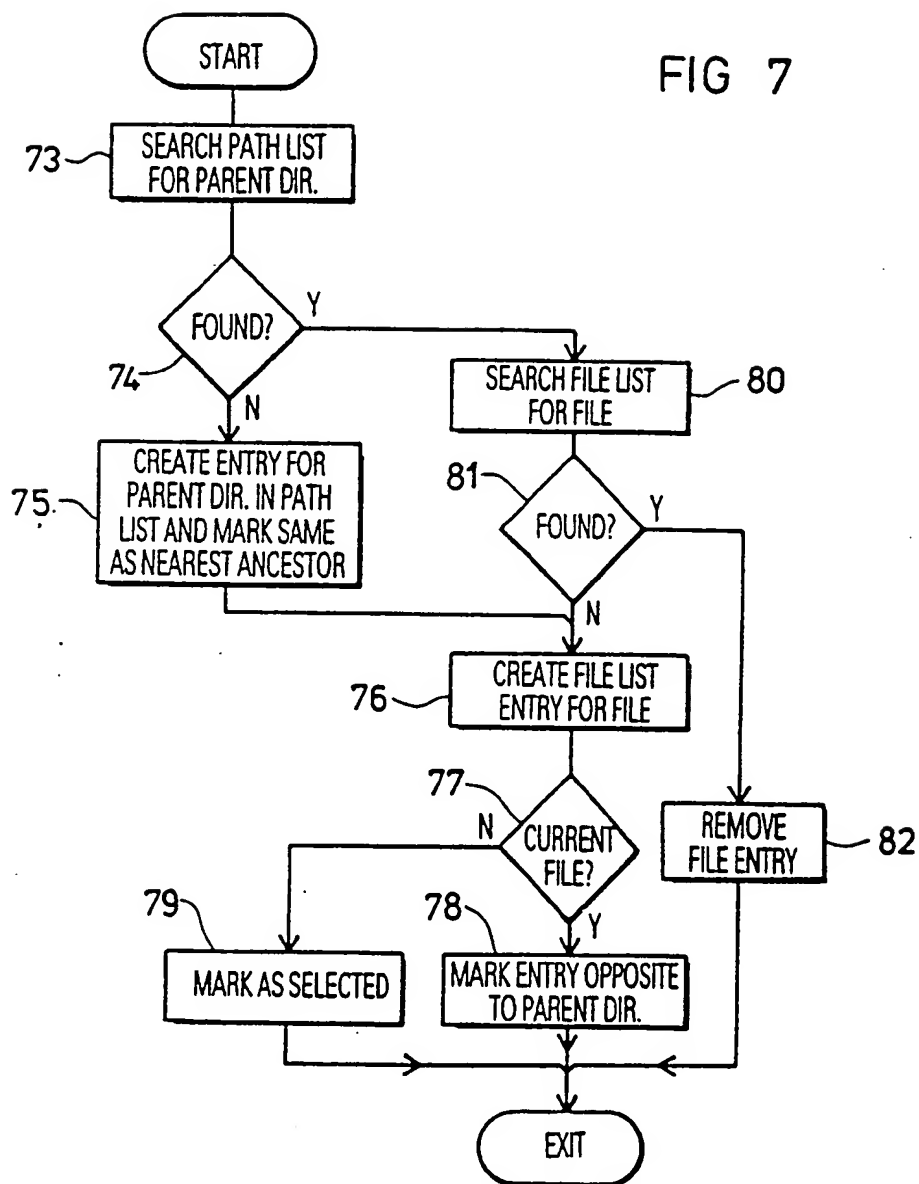 START
FIG 7
73
SEARCH PATH LIST
FOR PARENT DIR.
FOUND?
Y
74
N
SEARCH FILE LIST
FOR FILE
80
75
CREATE ENTRY FOR
PARENT DIR. IN PATH
LIST AND MARK SAME
AS NEAREST ANCESTOR
81
FOUND?
Y
N
76
CREATE FILE LIST
ENTRY FOR FILE
77
N
CURRENT
FILE?
Y
REMOVE
FILE ENTRY
82
79
MARK AS SELECTED
78
MARK ENTRY OPPOSITE
TO PARENT DIR.
EXIT